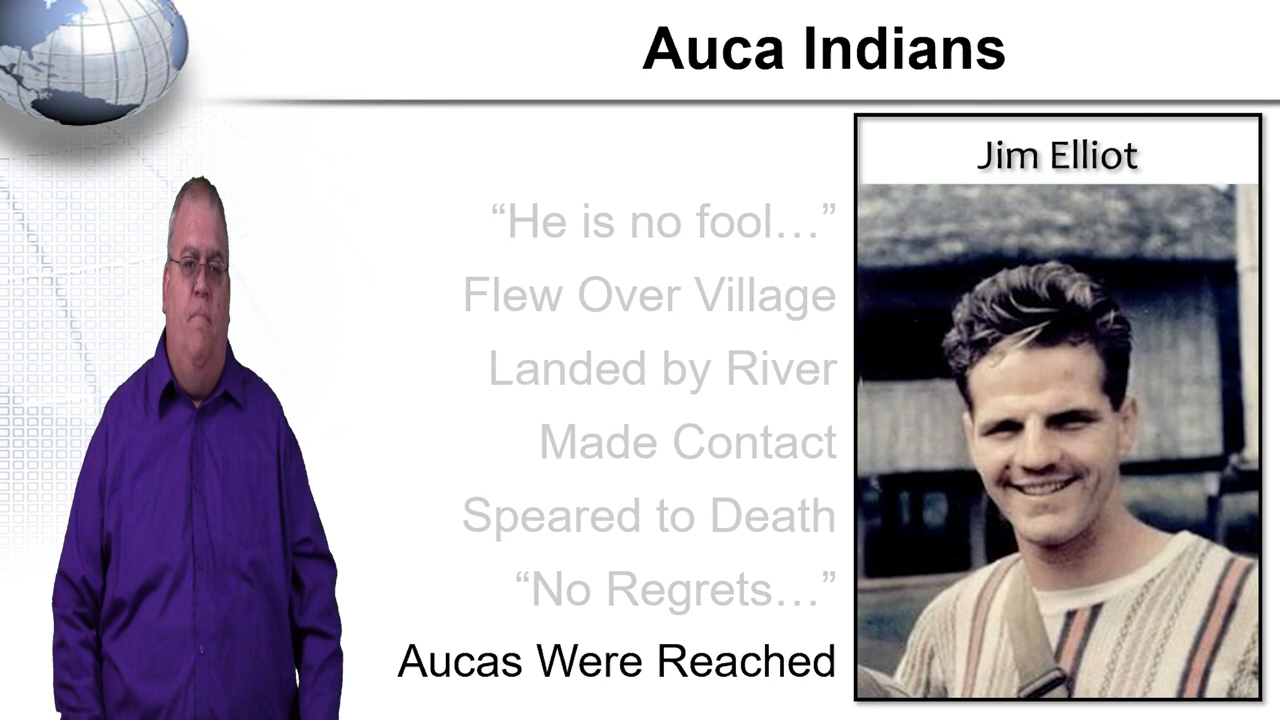 Auca Indians
Jim Elliot
“He is no fool…”
Flew Over Village
Landed by River
Made Contact
Speared to Death
“No Regrets…”
Aucas Were Reached